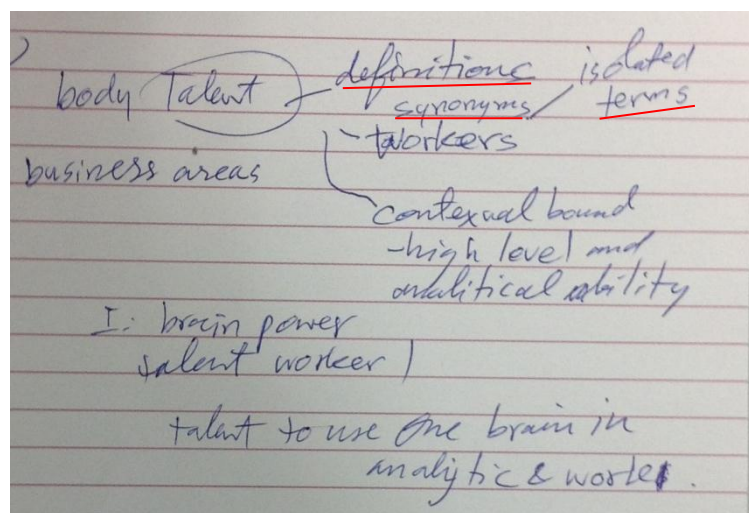 body Talent - definitions isolated
synonyms / terms
- workers
business areas
contexual bound
- high level and
analitical ability
I: brain power
talent worker )
talent to use one brain in
analytic & worke.